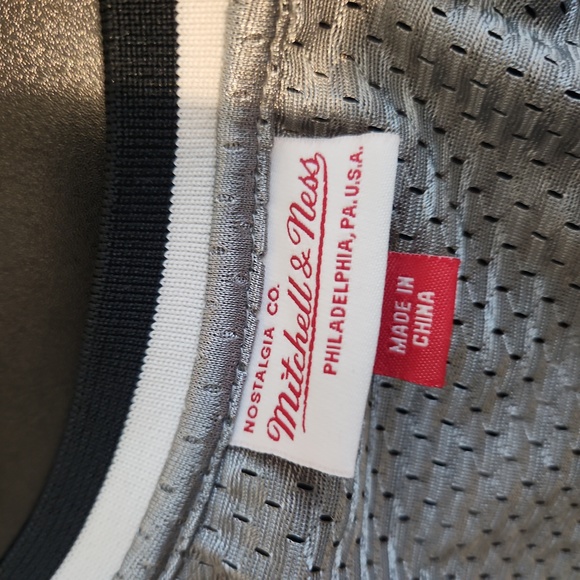 NOSTALGIA CO.
Mitchell & Ness
PHILADELPHIA, PA. U.S.A.
MADE IN
CHINA